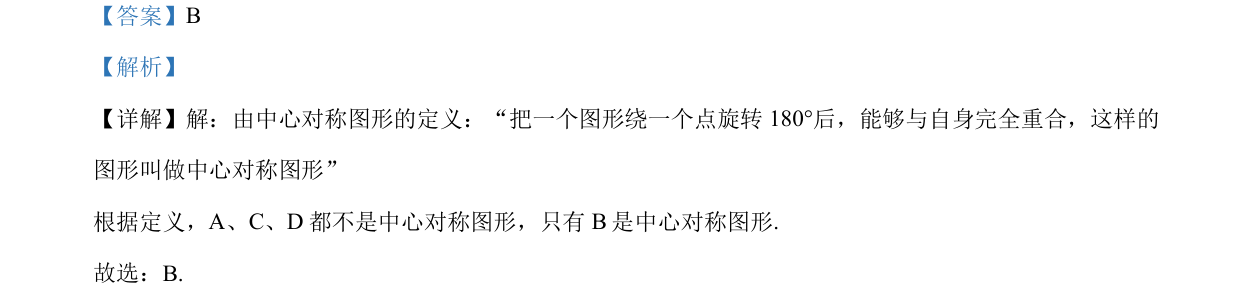 【答案】B
【解析】
【详解】解：由中心对称图形的定义：“把一个图形绕一个点旋转 180°后，能够与自身完全重合，这样的
图形叫做中心对称图形”
根据定义，A、C、D 都不是中心对称图形，只有 B 是中心对称图形.
故选：B.